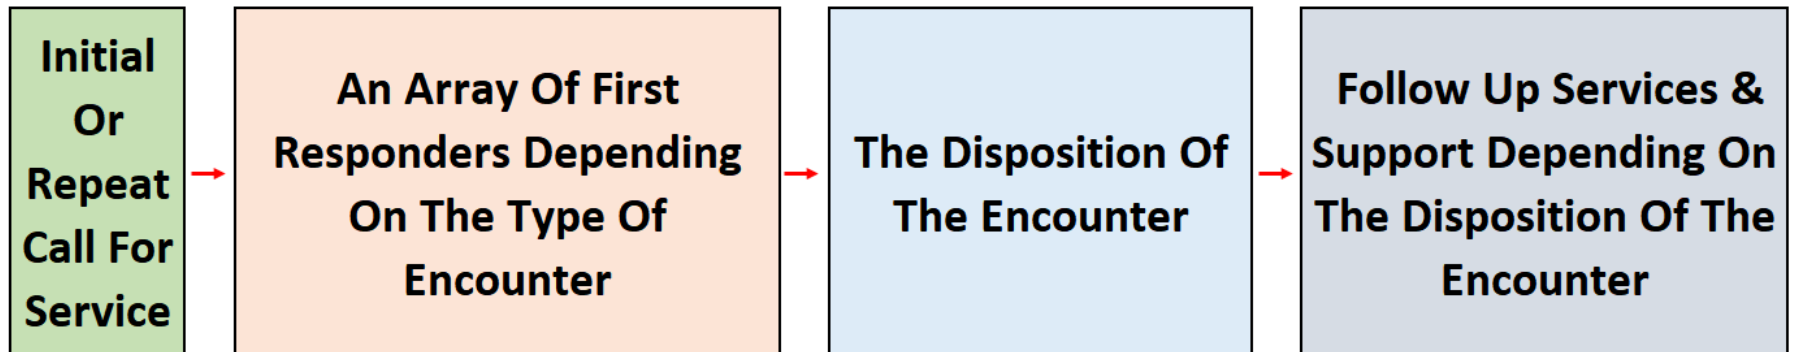 Initial
Or
Repeat
Call For
Service
An Array Of First
Responders Depending
On The Type Of
Encounter
The Disposition Of
The Encounter
Follow Up Services &
Support Depending On
The Disposition Of The
Encounter